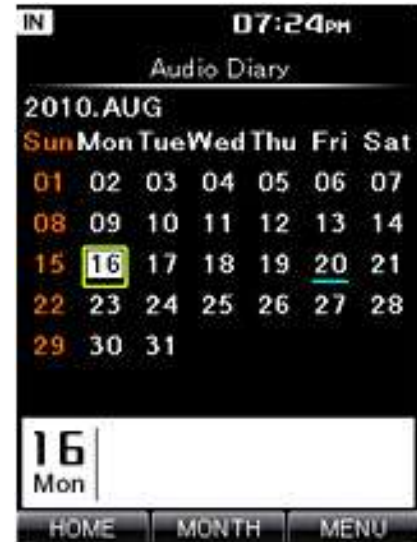 IN 07:24PM
Audio Diary
2010.AUG
Sun Mon Tue Wed Thu Fri Sat
01 02 03 04 05 06 07
08 09 10 11 12 13 14
15 16 17 18 19 20 21
22 23 24 25 26 27 28
29 30 31
16
Mon
HOME MONTH MENU